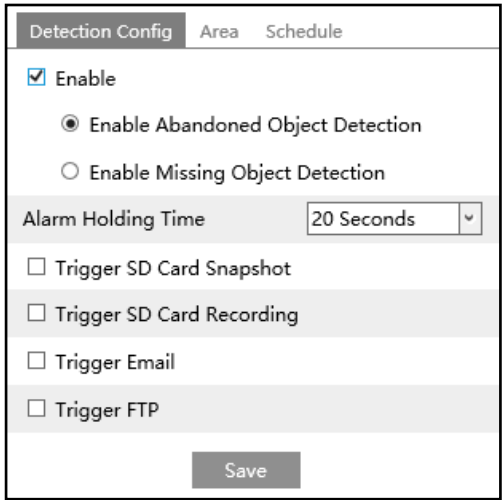 Detection Config Area Schedule
Enable
Enable Abandoned Object Detection
Enable Missing Object Detection
Alarm Holding Time 20 Seconds
Trigger SD Card Snapshot
Trigger SD Card Recording
Trigger Email
Trigger FTP
Save